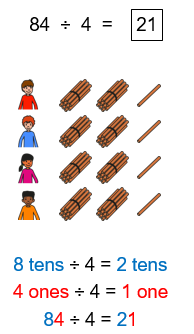 84 ÷ 4 = 21
8 tens ÷ 4 = 2 tens
4 ones ÷ 4 = 1 one
84 ÷ 4 = 21